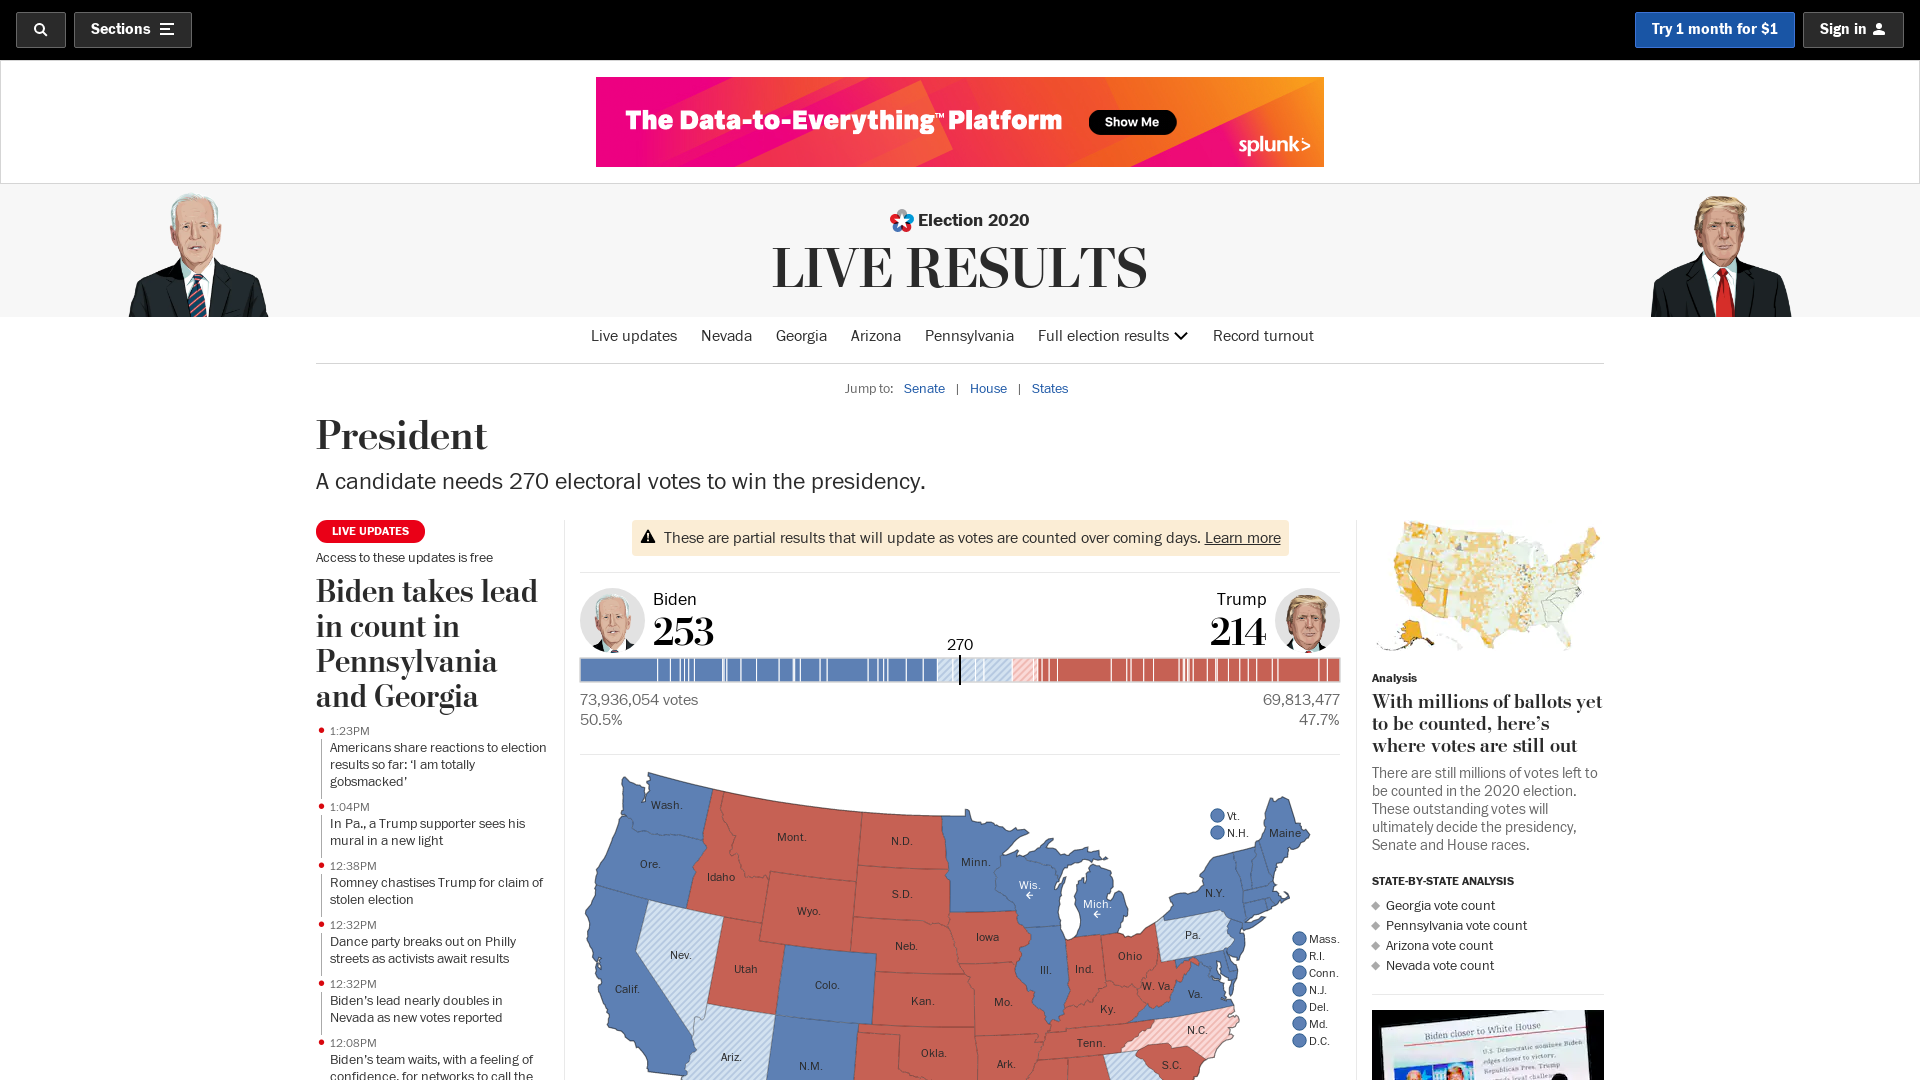 Sections
Try 1 month for $1
Sign in
The Data-to-Everything™ Platform
Show Me
splunk>
Election 2020
LIVE RESULTS
Live updates
Nevada
Georgia
Arizona
Pennsylvania
Full election results
Record turnout
Jump to: Senate | House | States
President
A candidate needs 270 electoral votes to win the presidency.
LIVE UPDATES
Access to these updates is free
Biden takes lead
in count in
Pennsylvania
and Georgia
1:23PM
Americans share reactions to election
results so far: ‘I am totally
gobsmacked’
1:04PM
In Pa., a Trump supporter sees his
mural in a new light
12:38PM
Romney chastises Trump for claim of
stolen election
12:32PM
Dance party breaks out on Philly
streets as activists await results
12:32PM
Biden’s lead nearly doubles in
Nevada as new votes reported
12:08PM
Biden’s team waits, with a feeling of
confidence, for networks to call the
These are partial results that will update as votes are counted over coming days. Learn more
Biden
253
Trump
214
270
73,936,054 votes
50.5%
69,813,477
47.7%
Wash.
Mont.
N.D.
Minn.
Vt.
N.H.
Maine
Ore.
Idaho
S.D.
Wis.
Mich.
N.Y.
Wyo.
Iowa
Neb.
Pa.
Mass.
Nev.
Utah
Ill.
Ind.
Ohio
R.I.
Calif.
Colo.
Kan.
Mo.
W. Va.
Va.
Conn.
N.J.
Ky.
Del.
Md.
N.C.
D.C.
Ariz.
N.M.
Okla.
Ark.
Tenn.
S.C.
Analysis
With millions of ballots yet
to be counted, here’s
where votes are still out
There are still millions of votes left to
be counted in the 2020 election.
These outstanding votes will
ultimately decide the presidency,
Senate and House races.
STATE-BY-STATE ANALYSIS
Georgia vote count
Pennsylvania vote count
Arizona vote count
Nevada vote count
Biden closer to White House
U.S. Democratic nominee Biden
edges closer to victory.
Republican Pres. Trump